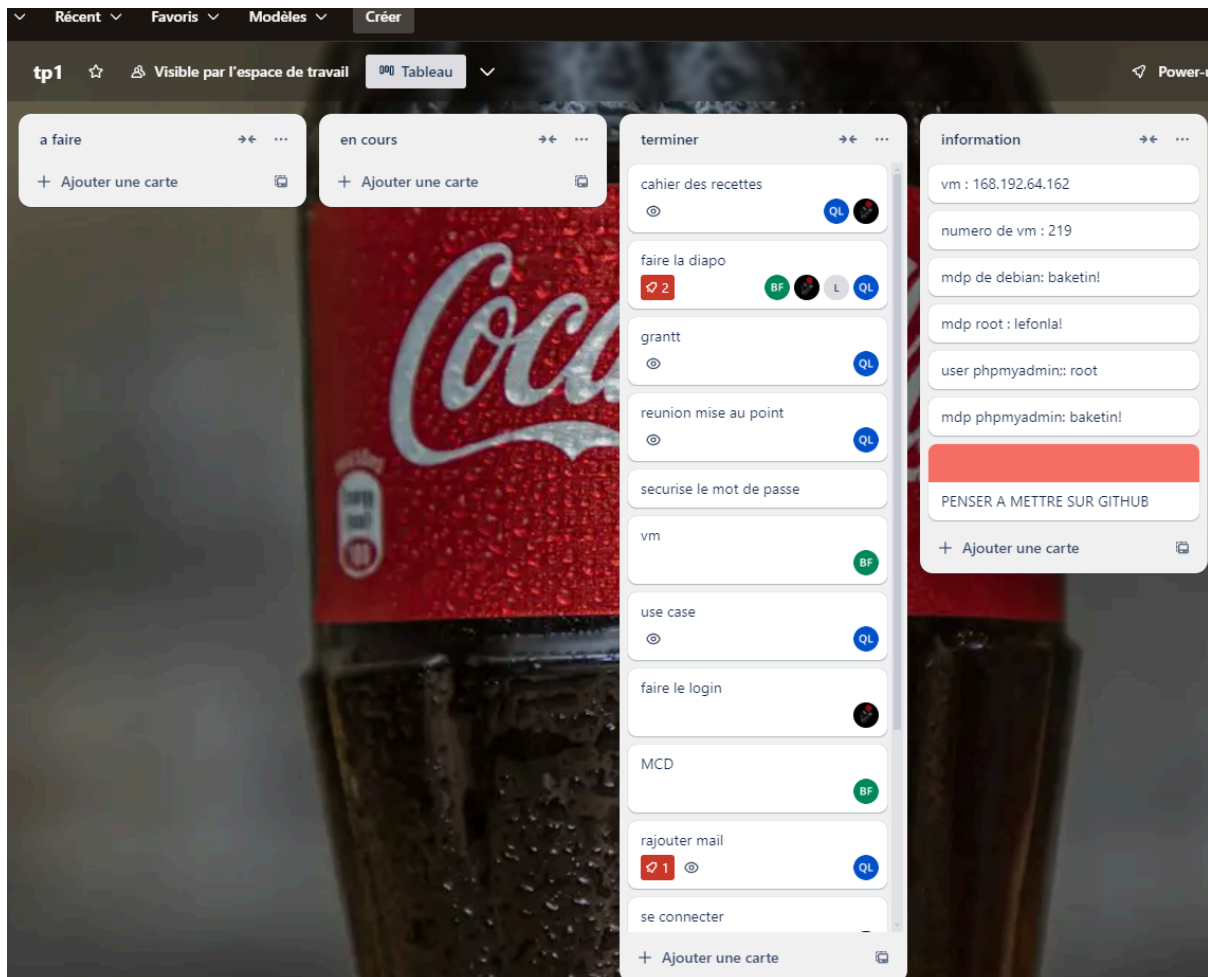 Récent Favoris Modèles Créer
tp1 Visible par l'espace de travail Tableau Power-u
a faire
+ Ajouter une carte
en cours
+ Ajouter une carte
terminer
cahier des recettes
QL
faire la diapo
2 BF L QL
grantt
QL
reunion mise au point
QL
securise le mot de passe
vm
BF
use case
QL
faire le login
MCD
BF
rajouter mail
1 QL
se connecter
+ Ajouter une carte
information
vm : 168.192.64.162
numero de vm : 219
mdp de debian: baketin!
mdp root : lefonla!
user phpmyadmin;: root
mdp phpmyadmin: baketin!
PENSER A METTRE SUR GITHUB
+ Ajouter une carte
Coca